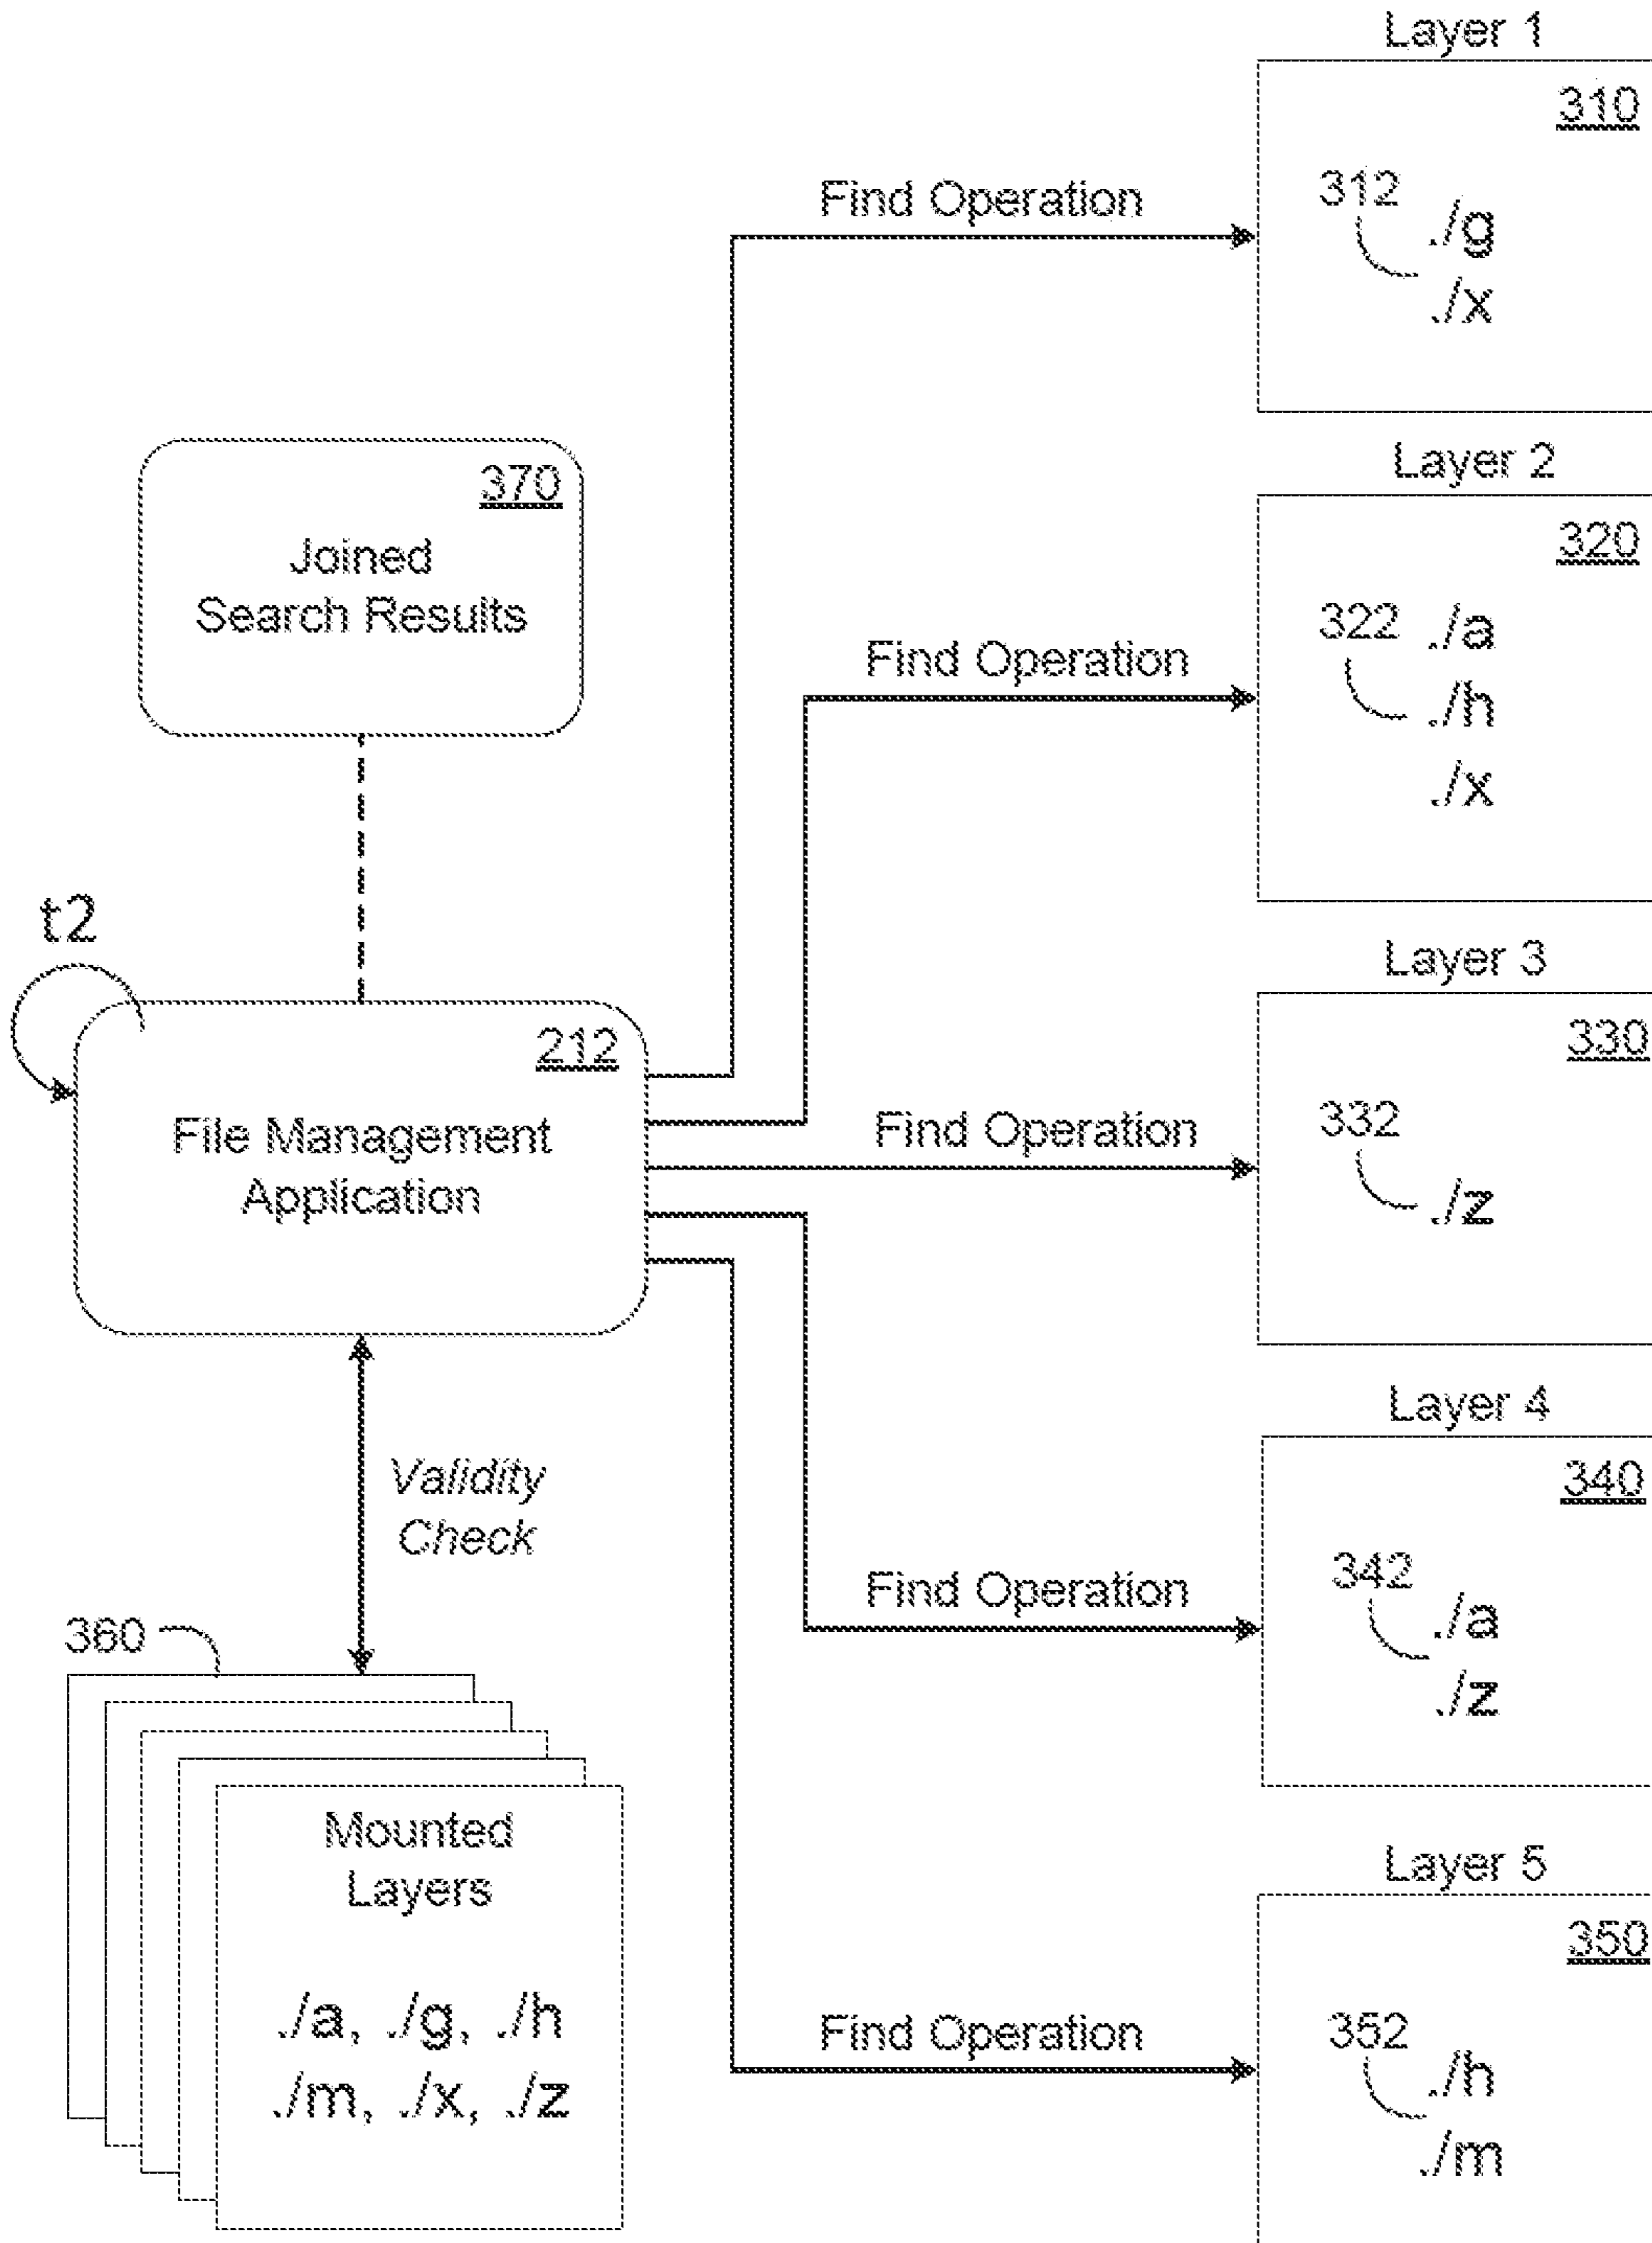 Layer 1
310
Find Operation
312
./g
./x
Layer 2
370
Joined
Search Results
320
322
./a
./h
./x
Find Operation
t2
Layer 3
212
File Management
Application
Find Operation
330
332
./z
Layer 4
Validity
Check
340
342
./a
./z
Find Operation
360
Mounted
Layers
./a, ./g, ./h
./m, ./x, ./z
Layer 5
350
Find Operation
352
./h
./m